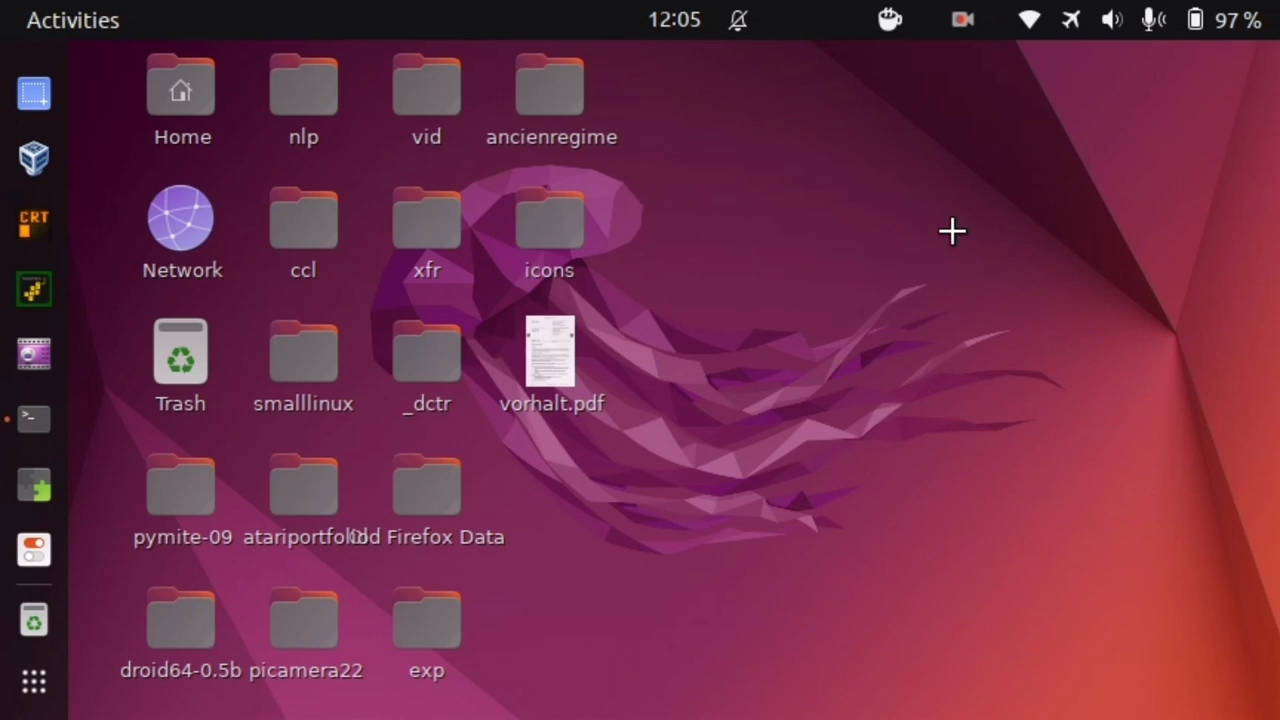 Activities 12:05 97 %
Home nlp vid ancienregime
Network ccl xfr icons
Trash smalllinux _dctr vorhalt.pdf
pymite-09 Old Firefox Data
droid64-0.5b picamera22 exp
CRT